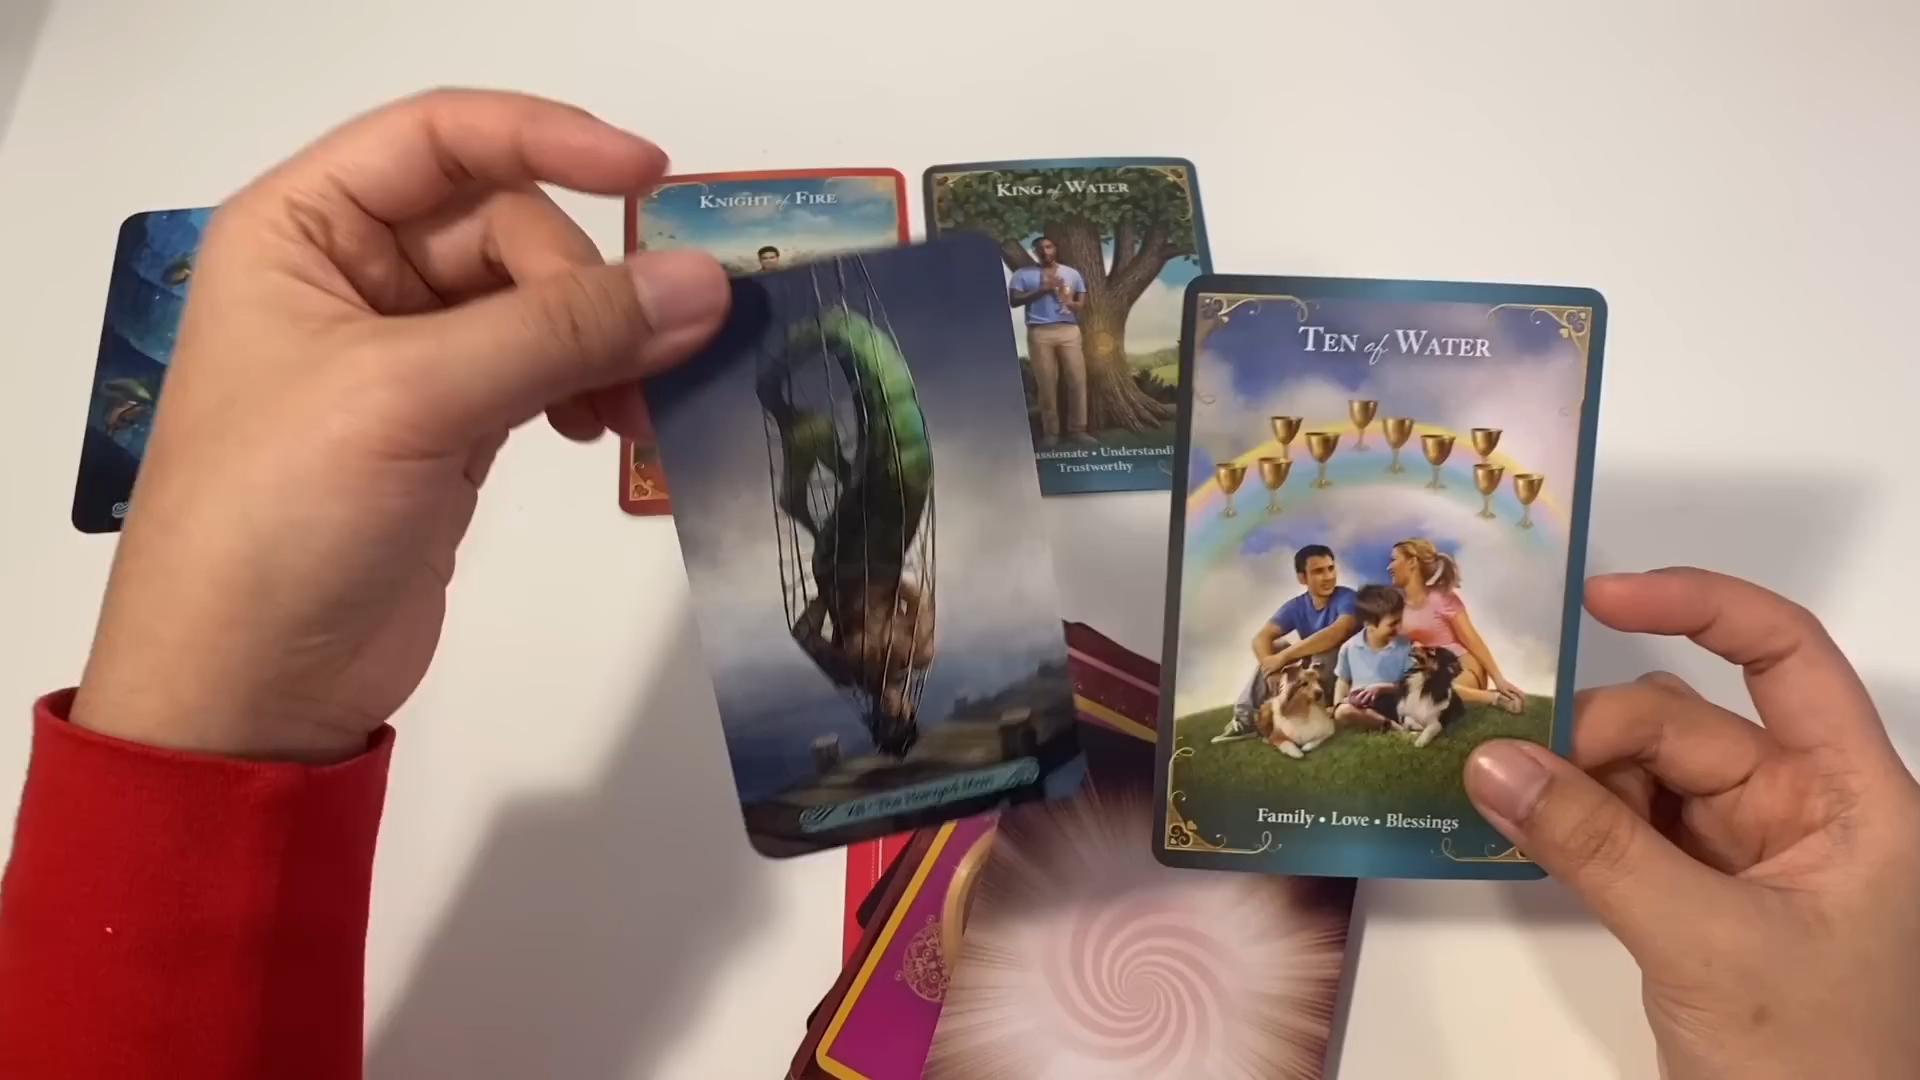 KNIGHT of FIRE
KING of WATER
TEN of WATER
Trustworthy
Family • Love • Blessings